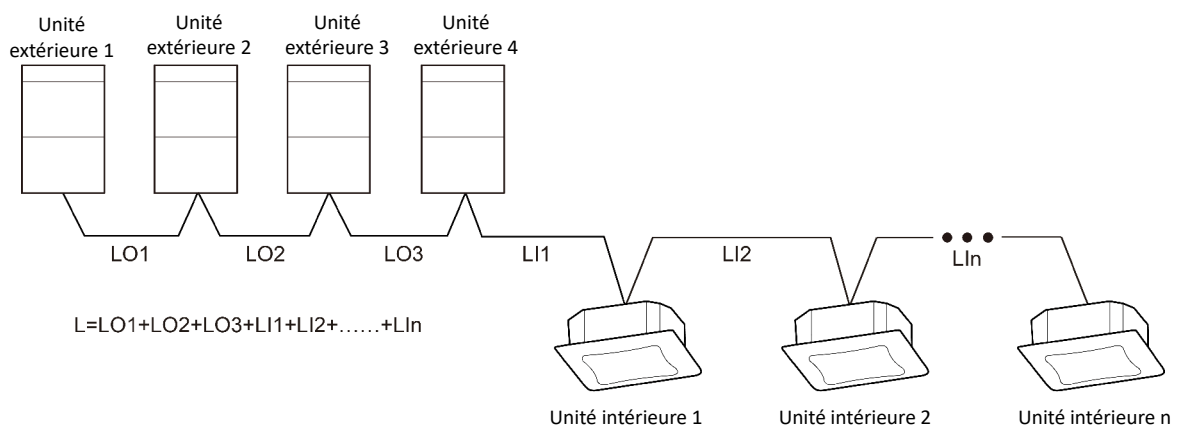 Unité
extérieure 1
Unité
extérieure 2
Unité
extérieure 3
Unité
extérieure 4
LO1
LO2
LO3
LI1
LI2
LIn
L=LO1+LO2+LO3+LI1+LI2+......+LIn
Unité intérieure 1
Unité intérieure 2
Unité intérieure n